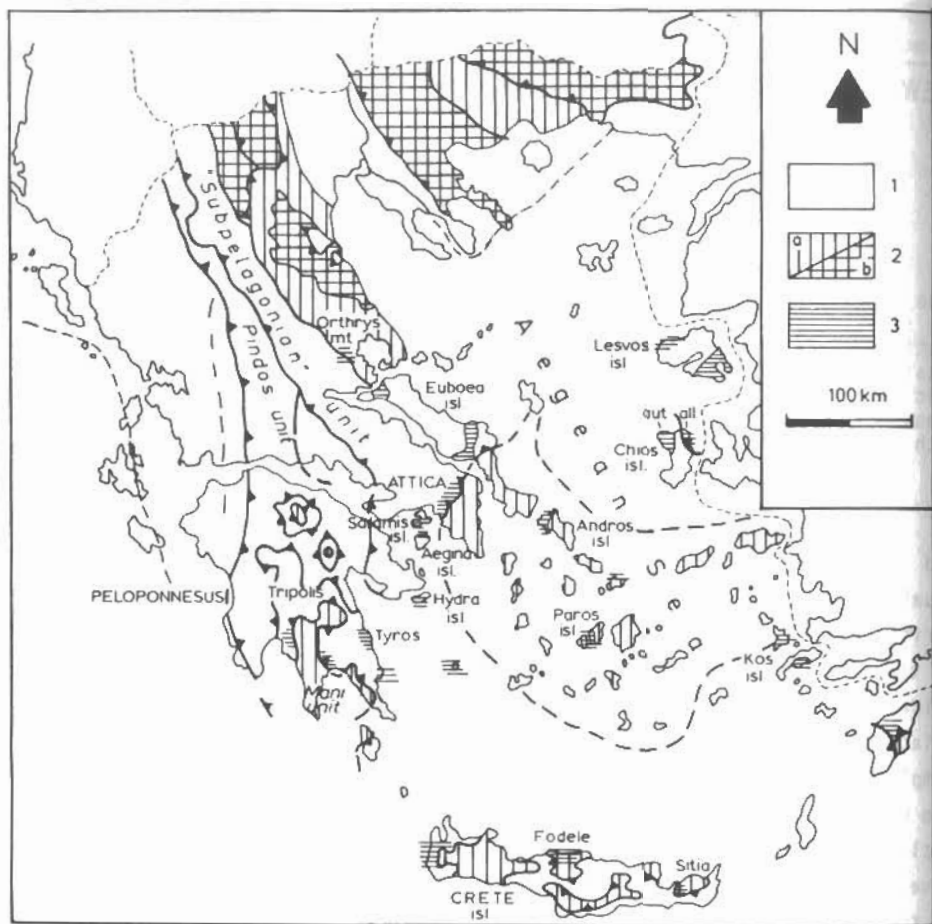 N
1
a
b
2
3
100 km
"Subpelagonian"
unit
Pindos
unit
Orthrys
mt
Aegean
Sea
Lesvos
isl
Euboea
isl
aut
all
Chios
isl.
ATTICA
Salamis
isl.
Andros
isl
Aegina
isl.
PELOPONNESUS
Tripolis
Hydra
isl
Paros
isl
Tyros
Kos
isl
Mani
unit
Fodele
Sitia
CRETE
isl